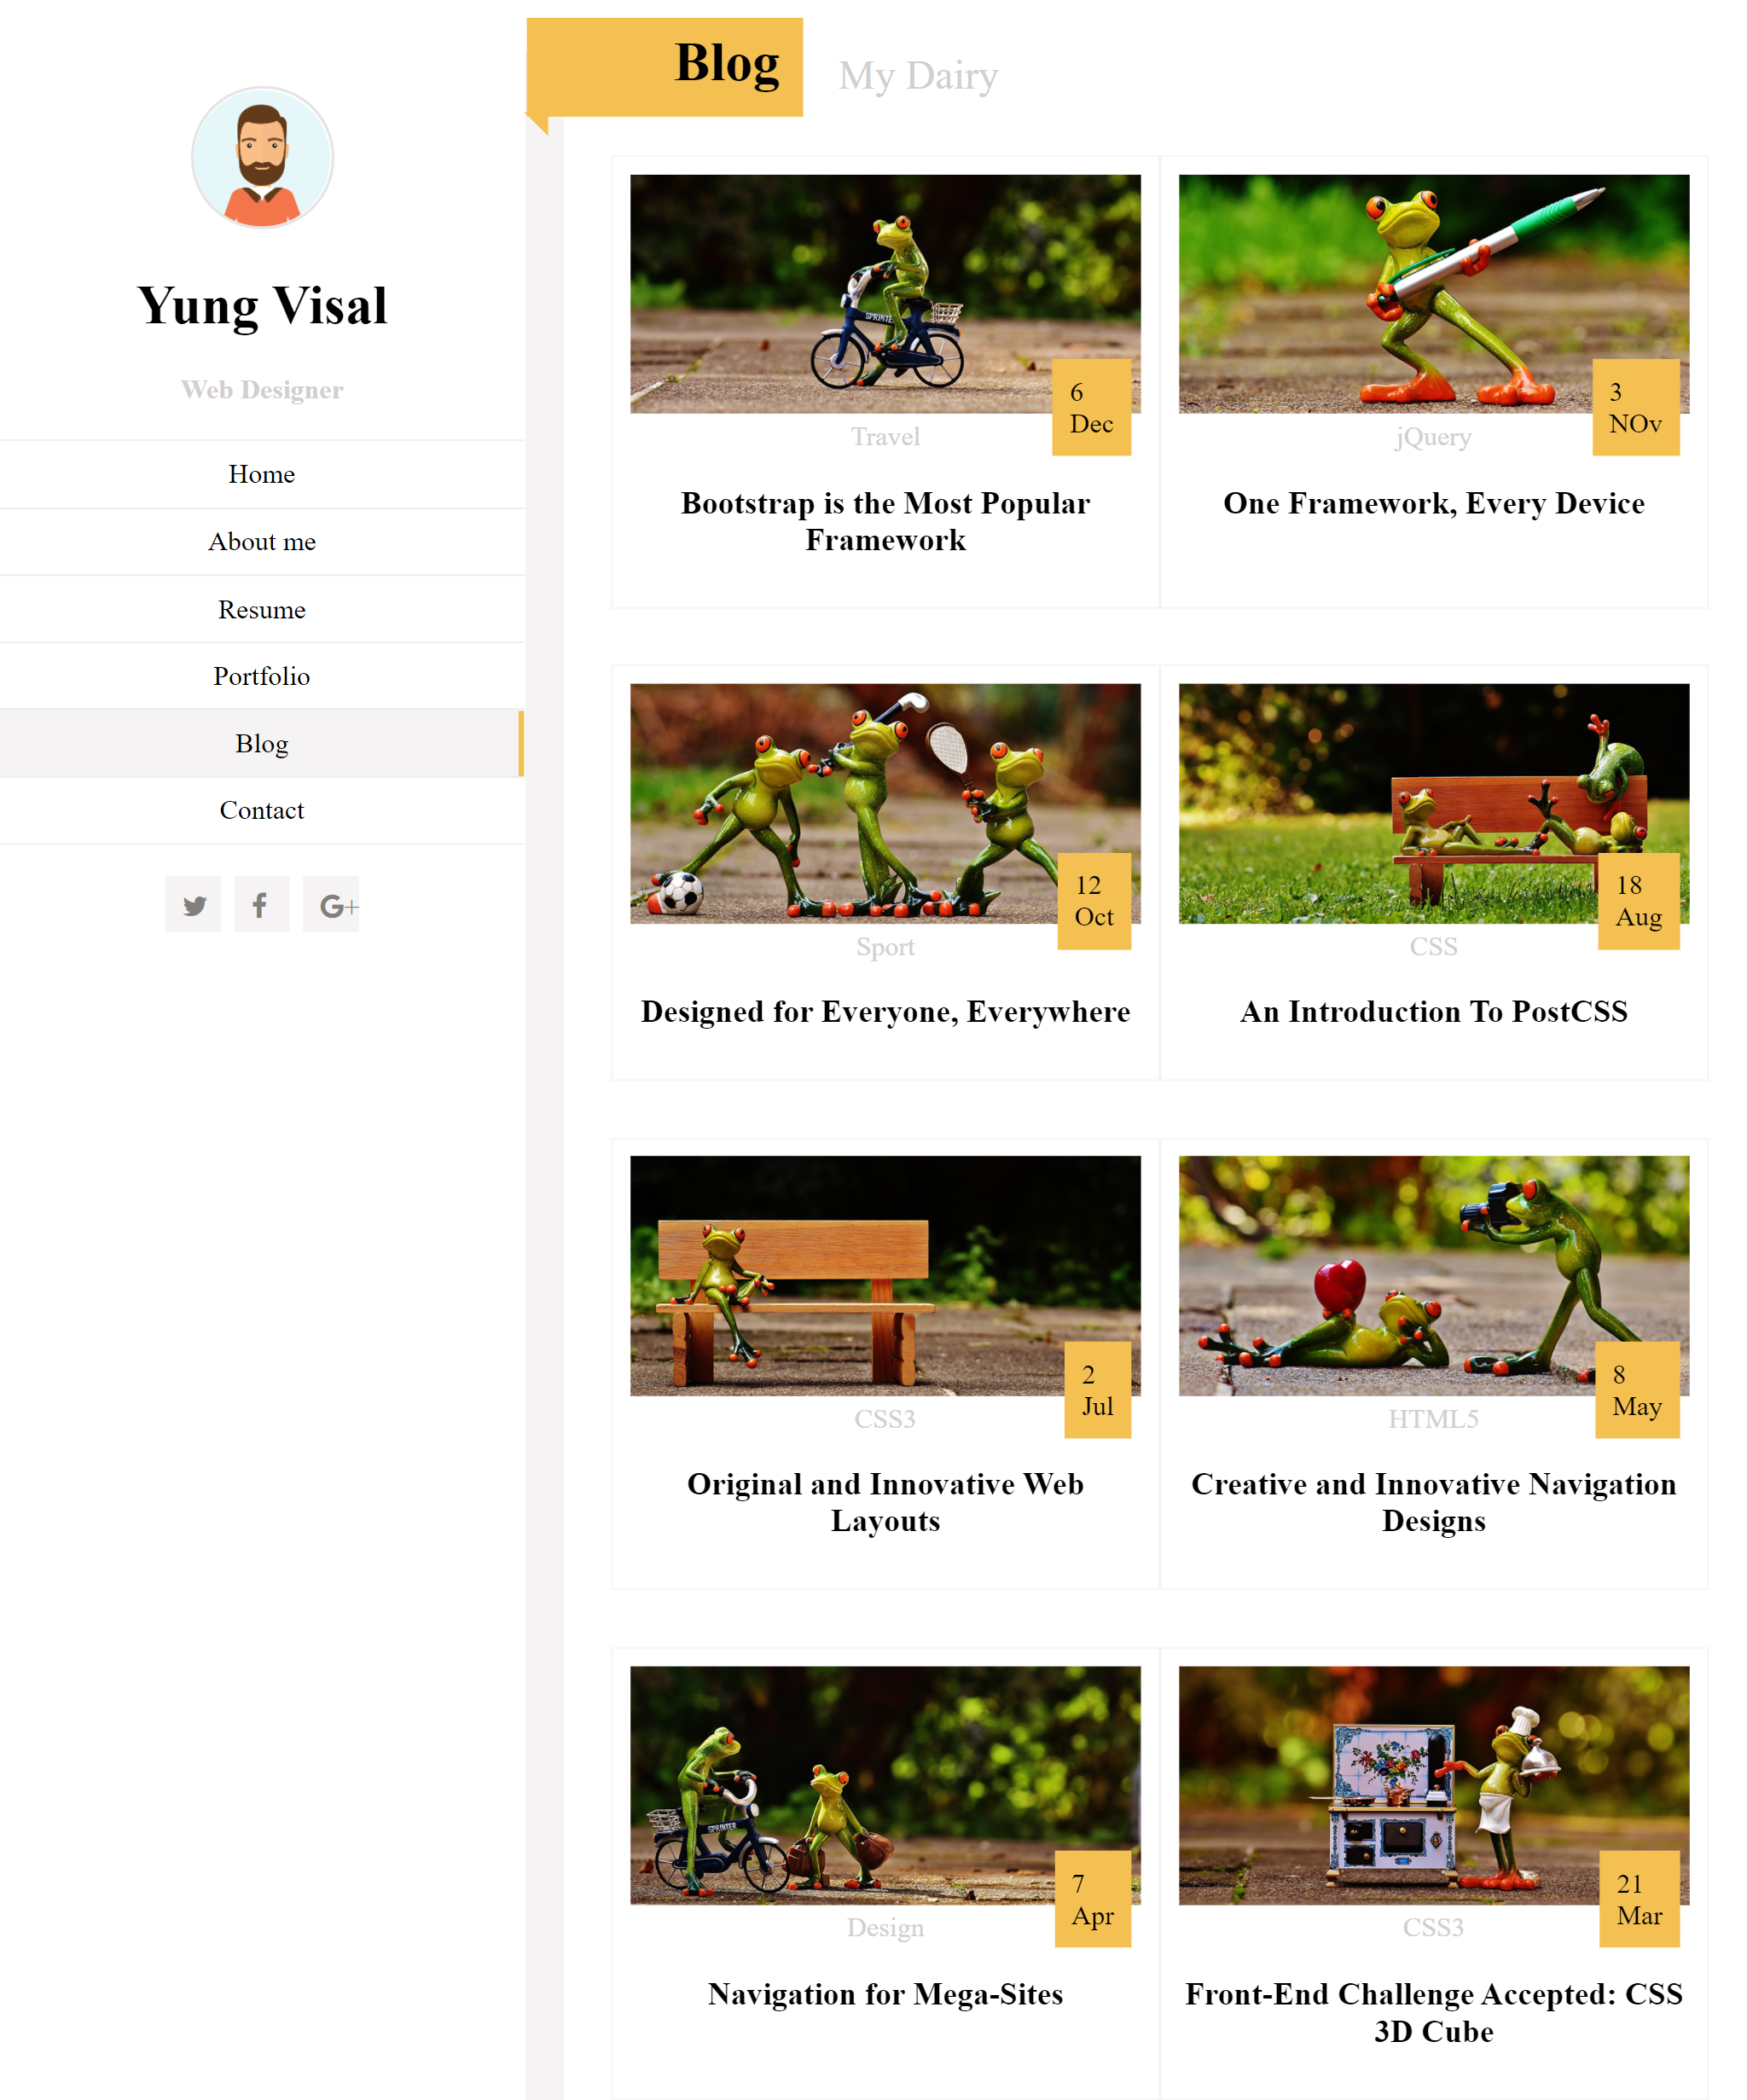 Blog
My Dairy
Yung Visal
Web Designer
Home
About me
Resume
Portfolio
Blog
Contact
G+
SPRINTER
6
Dec
Travel
Bootstrap is the Most Popular
Framework
3
NOv
jQuery
One Framework, Every Device
12
Oct
Sport
Designed for Everyone, Everywhere
18
Aug
CSS
An Introduction To PostCSS
2
Jul
CSS3
Original and Innovative Web
Layouts
8
May
HTML5
Creative and Innovative Navigation
Designs
SPRINTER
7
Apr
Design
Navigation for Mega-Sites
21
Mar
CSS3
Front-End Challenge Accepted: CSS
3D Cube